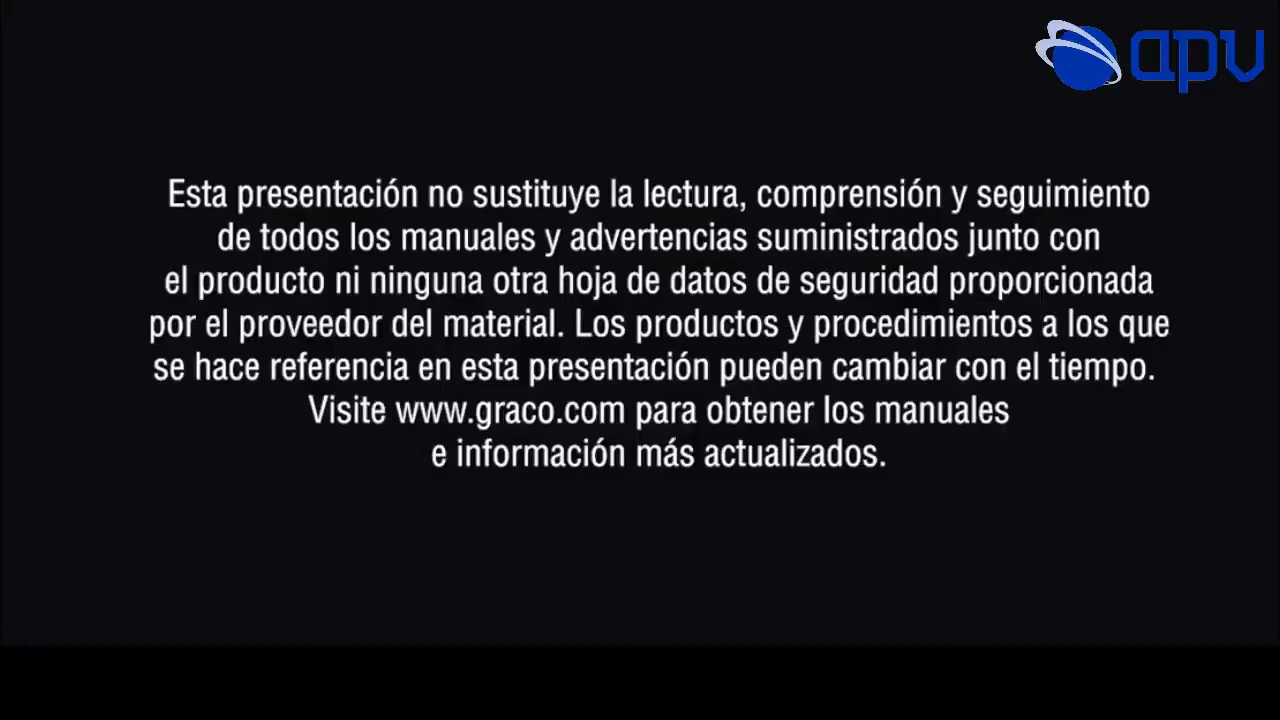 apv
Esta presentación no sustituye la lectura, comprensión y seguimiento
de todos los manuales y advertencias suministrados junto con
el producto ni ninguna otra hoja de datos de seguridad proporcionada
por el proveedor del material. Los productos y procedimientos a los que
se hace referencia en esta presentación pueden cambiar con el tiempo.
Visite www.graco.com para obtener los manuales
e información más actualizados.